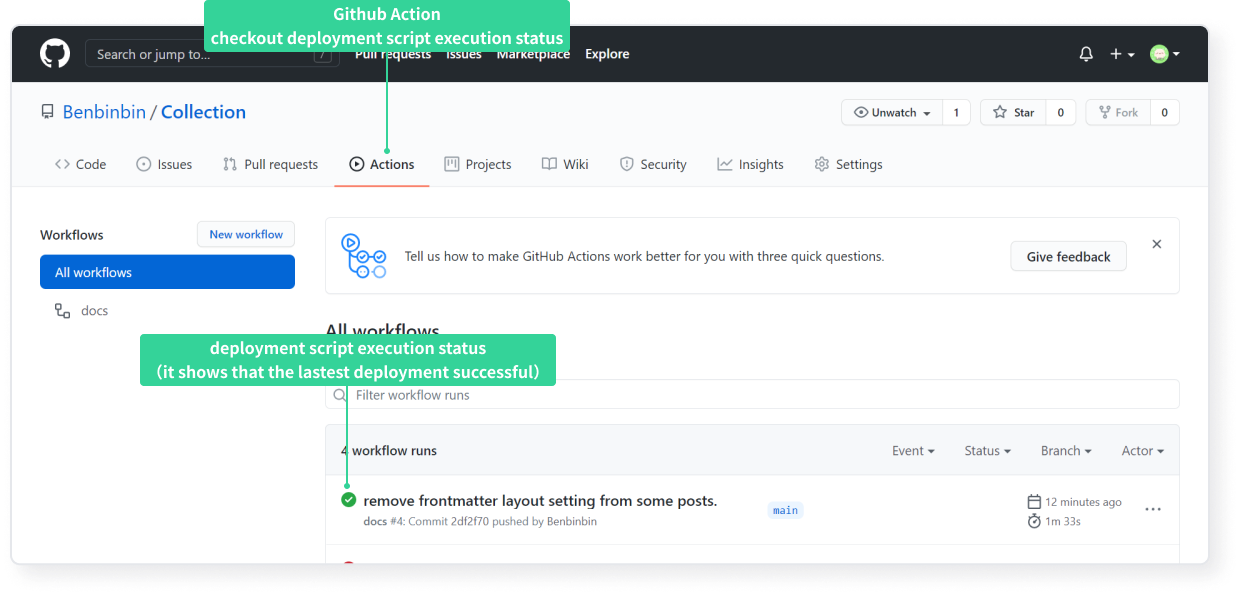 Github Action
checkout deployment script execution status
Search or jump to...
/
Pull requests Issues Marketplace Explore
Benbinbin / Collection
Unwatch 1 Star 0 Fork 0
Code Issues Pull requests Actions Projects Wiki Security Insights Settings
Workflows
New workflow
All workflows
docs
Tell us how to make GitHub Actions work better for you with three quick questions.
Give feedback
All workflows
deployment script execution status
(it shows that the lastest deployment successful)
Filter workflow runs
4 workflow runs
Event Status Branch Actor
remove frontmatter layout setting from some posts.
docs #4: Commit 2df2f70 pushed by Benbinbin
main
12 minutes ago
1m 33s